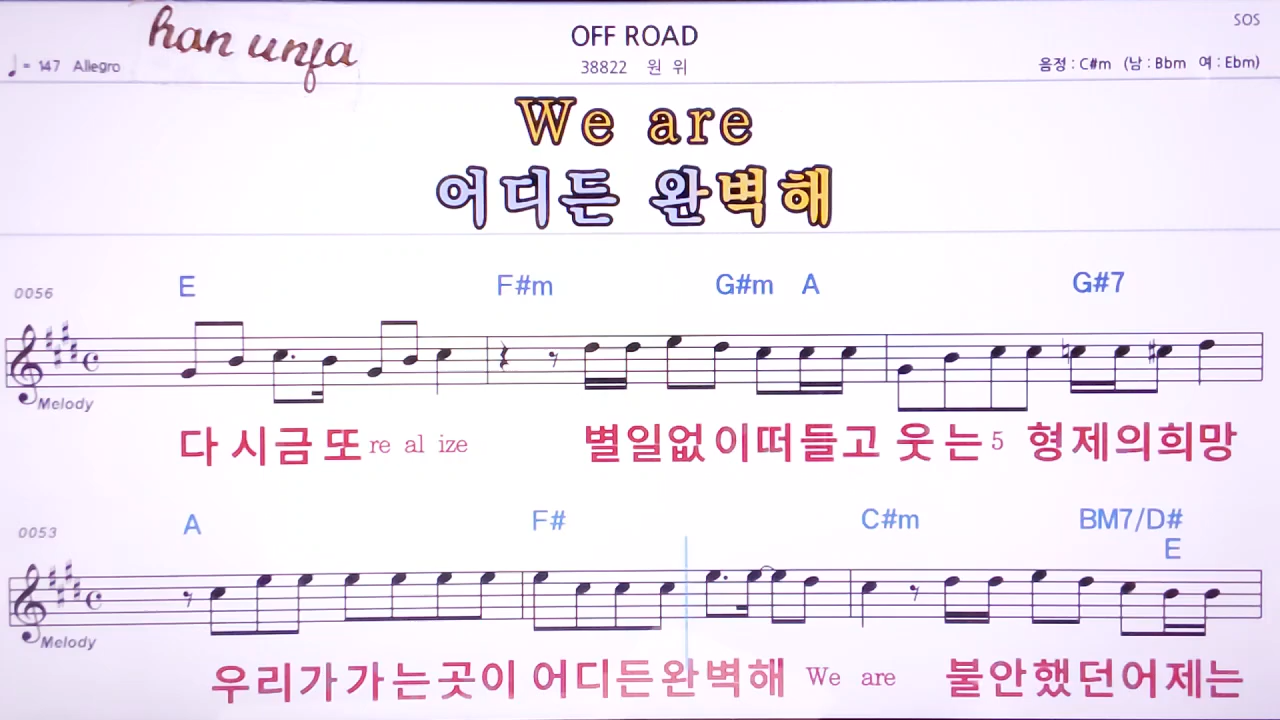 han unja
OFF ROAD
SOS
= 147 Allegro
38822 원 위
음정 : C#m (남 : Bbm 여 : Ebm)
We are
어디든 완벽해
0056 E F#m G#m A G#7
Melody
다시금또 re al ize 별일없이떠들고 웃는 5 형제의희망
0053 A F# C#m BM7/D#
E
Melody
우리가가는곳이 어디든완벽해 We are 불안했던어제는